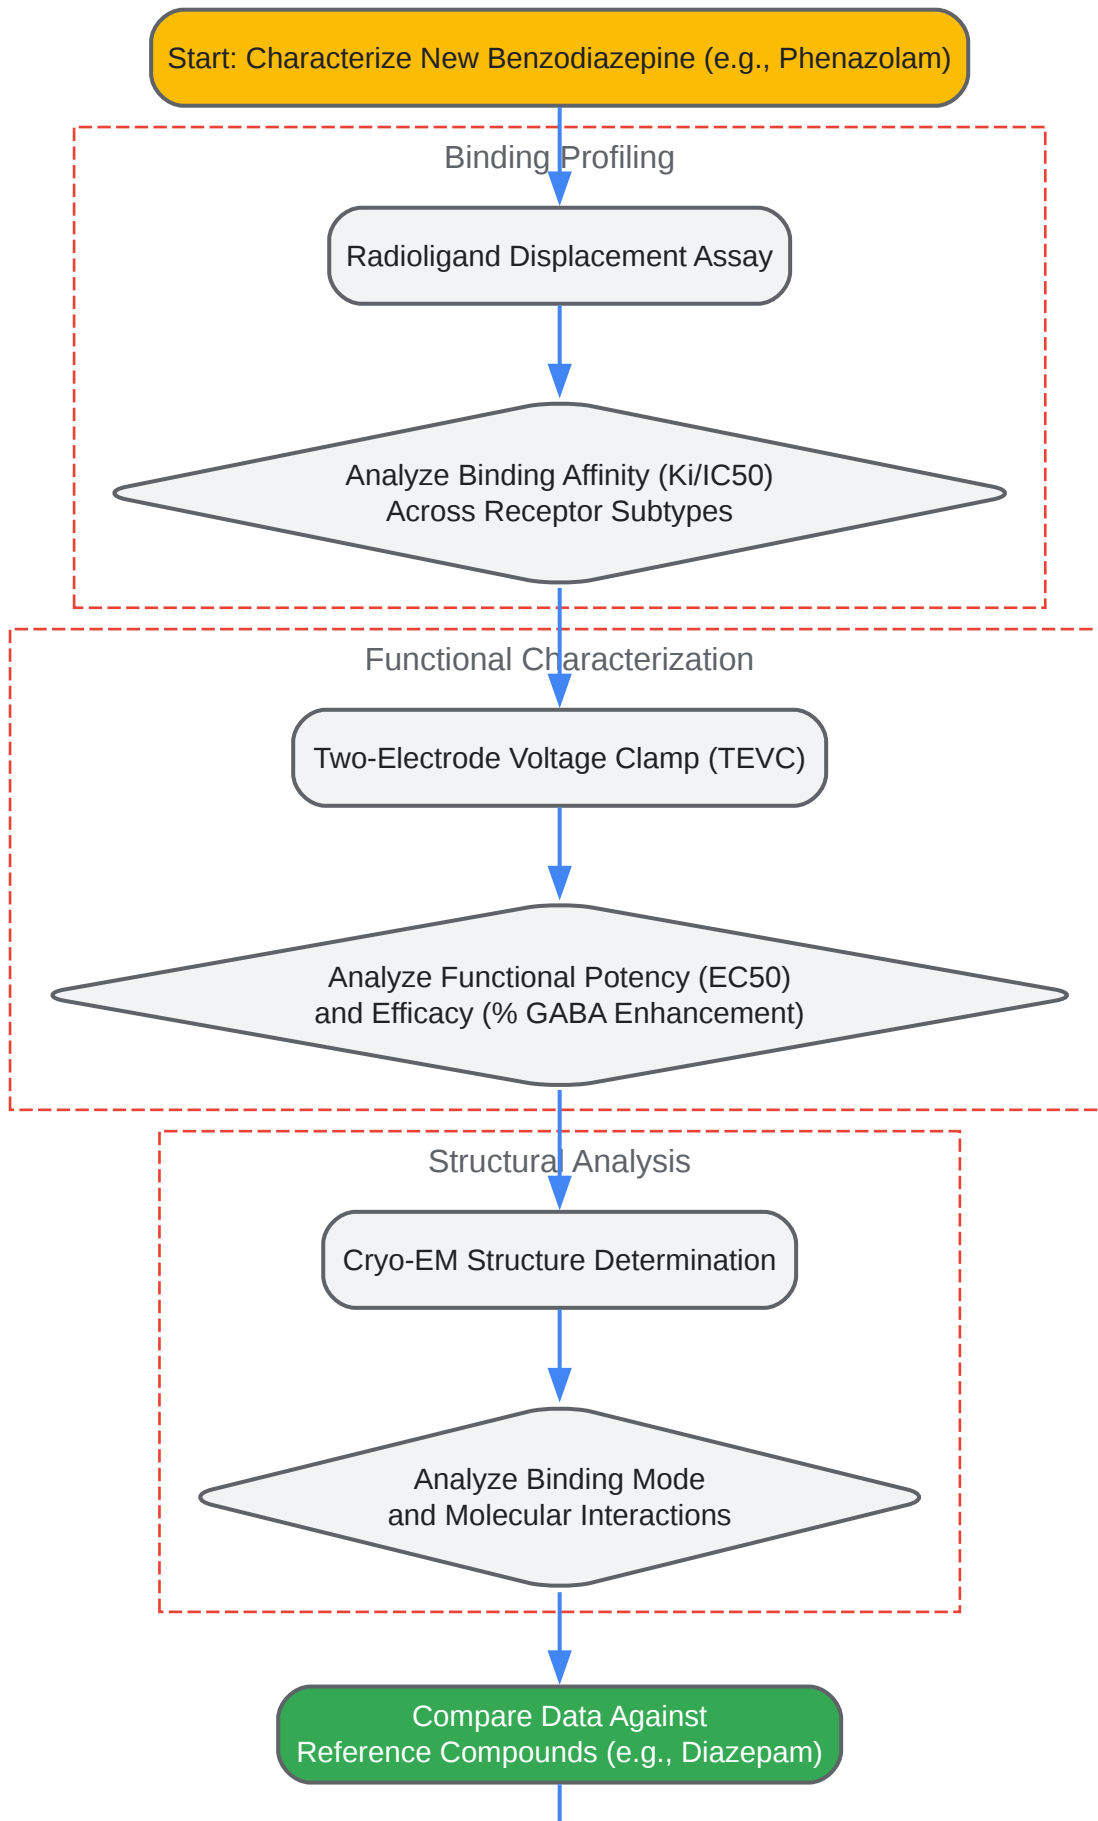 Start: Characterize New Benzodiazepine (e.g., Phenazolam)
Binding Profiling
Radioligand Displacement Assay
Analyze Binding Affinity (Ki/IC50)
Across Receptor Subtypes
Functional Characterization
Two-Electrode Voltage Clamp (TEVC)
Analyze Functional Potency (EC50)
and Efficacy (% GABA Enhancement)
Structural Analysis
Cryo-EM Structure Determination
Analyze Binding Mode
and Molecular Interactions
Compare Data Against
Reference Compounds (e.g., Diazepam)